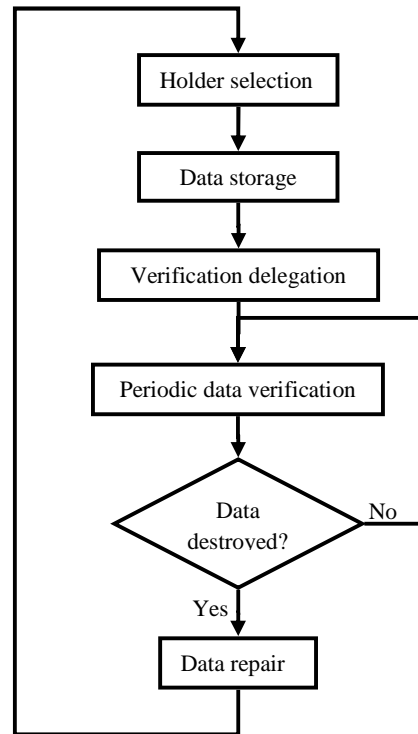 Holder selection
Data storage
Verification delegation
Periodic data verification
Data
destroyed?
No
Yes
Data repair